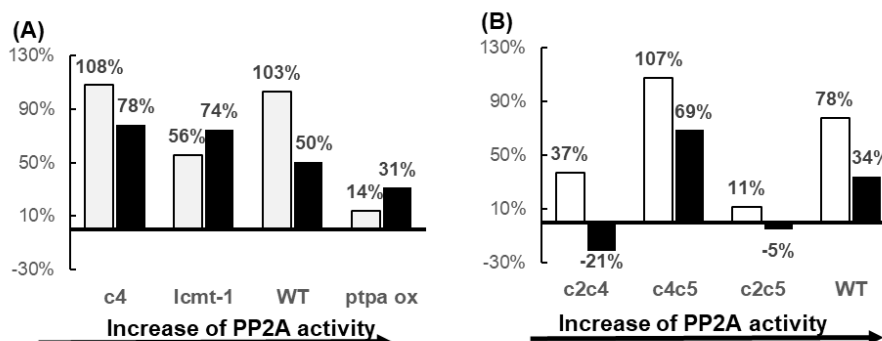 (A)
130%
90%
50%
10%
-30%
108%
78%
56%
74%
103%
50%
14%
31%
c4
lcmt-1
WT
ptpa ox
Increase of PP2A activity
(B)
130%
90%
50%
10%
-30%
37%
-21%
107%
69%
11%
-5%
78%
34%
c2c4
c4c5
c2c5
WT
Increase of PP2A activity